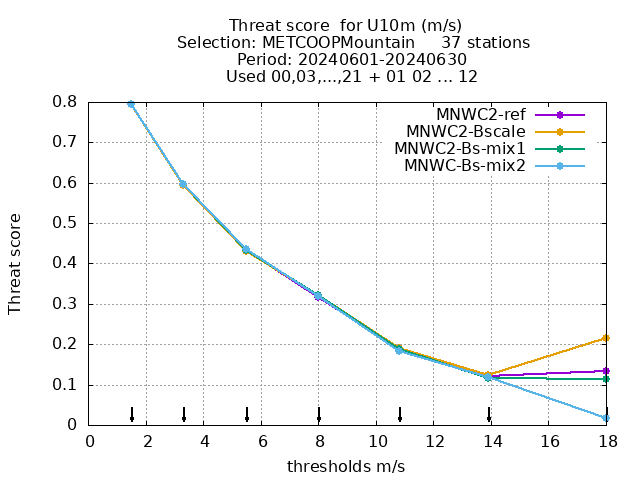 Threat score  for U10m (m/s)
Selection: METCOOPMountain     37 stations
Period: 20240601-20240630
Used 00,03,...,21 + 01 02 ... 12
MNWC2-ref
MNWC2-Bscale
MNWC2-Bs-mix1
MNWC-Bs-mix2
Threat score
0.8
0.7
0.6
0.5
0.4
0.3
0.2
0.1
0
0 2 4 6 8 10 12 14 16 18
thresholds m/s